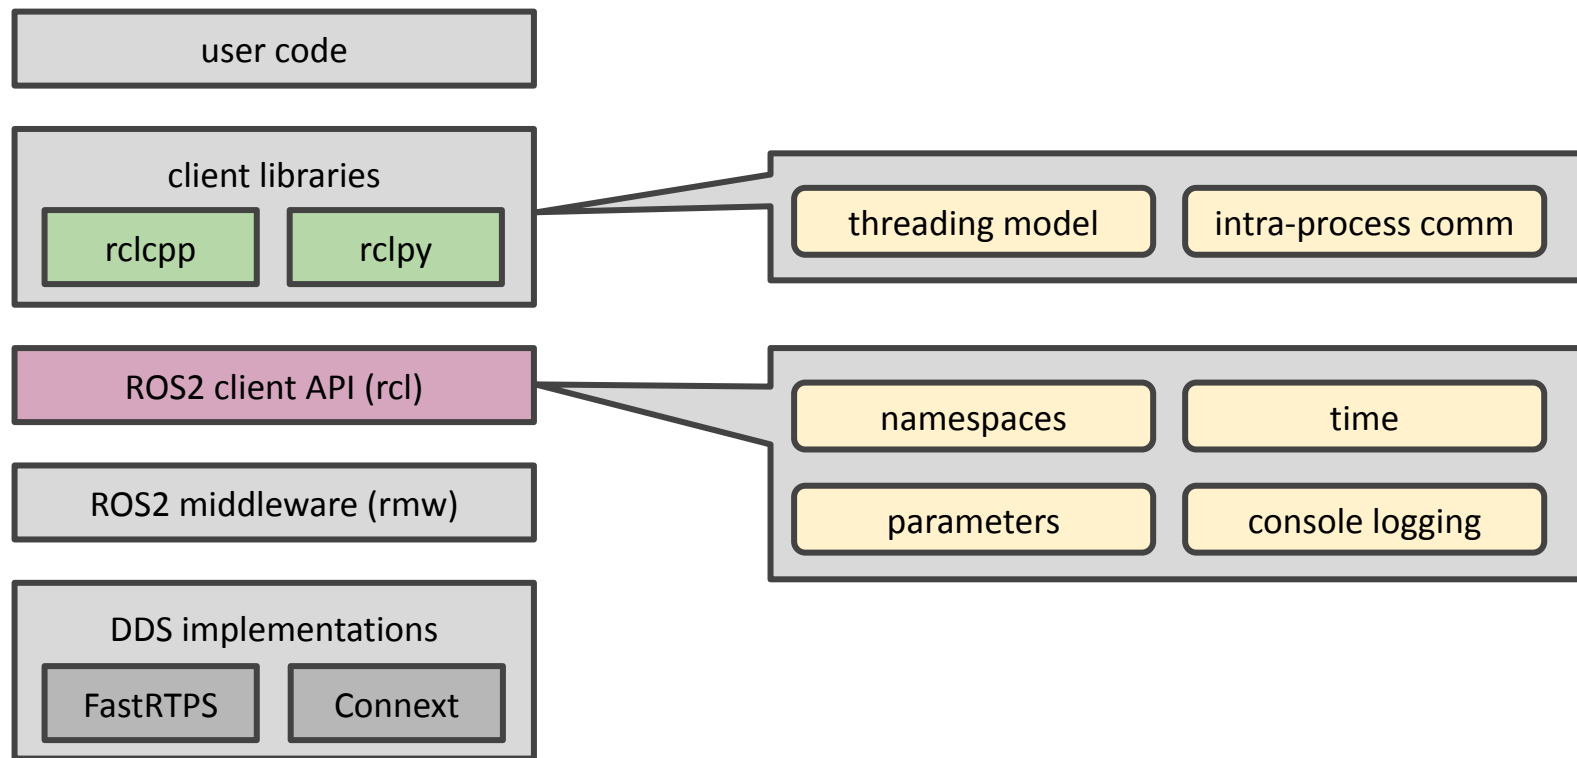 user code
client libraries
rclcpp
rclpy
threading model
intra-process comm
ROS2 client API (rcl)
namespaces
time
parameters
console logging
ROS2 middleware (rmw)
DDS implementations
FastRTPS
Connext